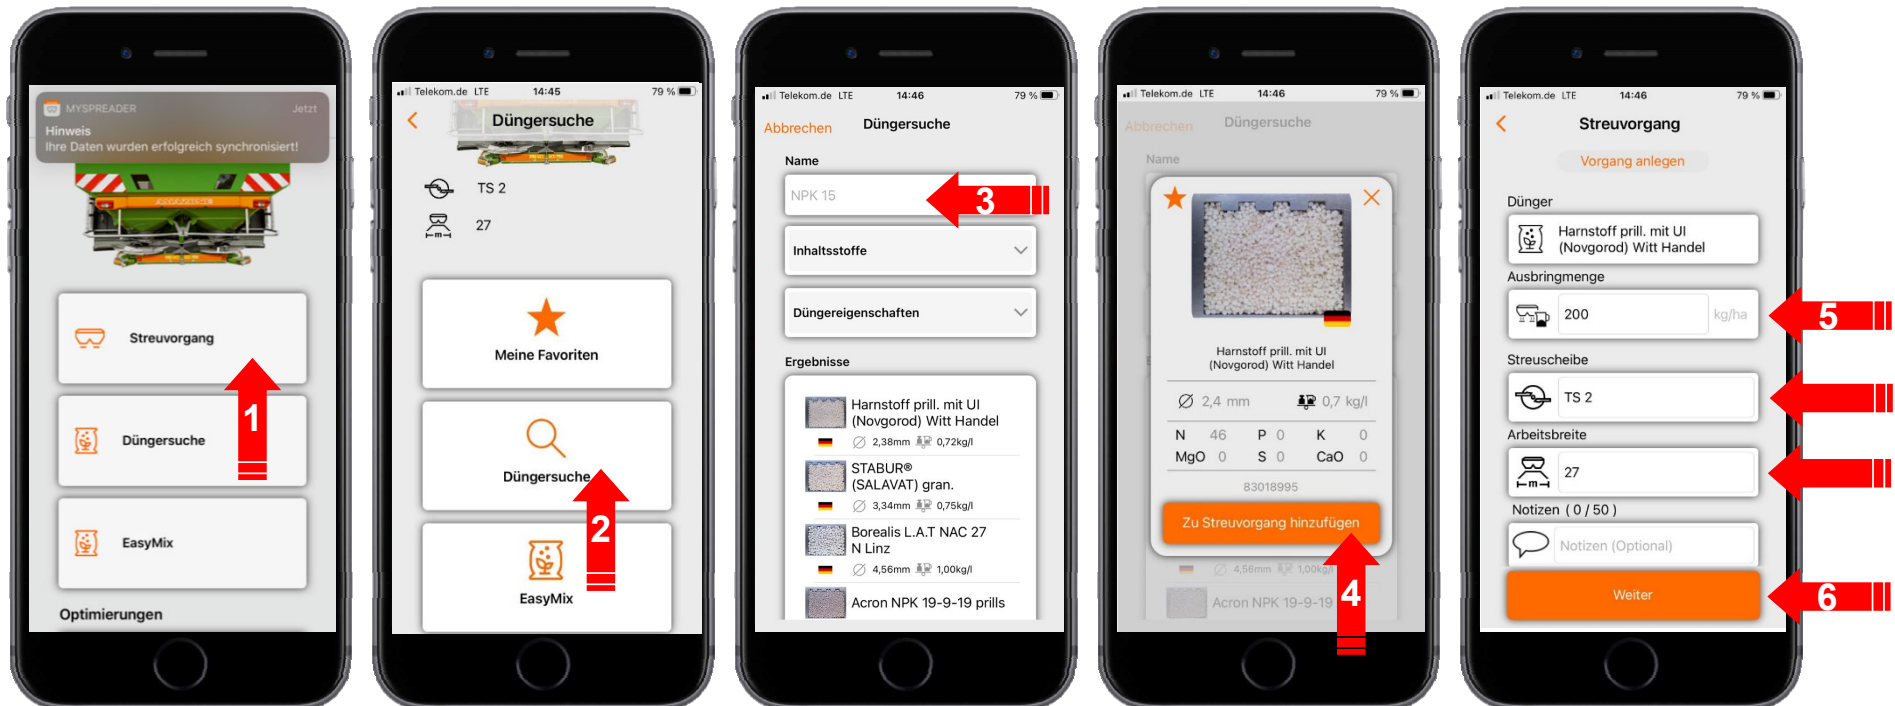 MYSPREADER Jetzt
Hinweis
Ihre Daten wurden erfolgreich synchronisiert!
AMAZONE
Streuvorgang
1
Düngersuche
EasyMix
Optimierungen
Telekom.de LTE 14:45 79 %
Düngersuche
TS 2
m
27
Meine Favoriten
Düngersuche
2
EasyMix
Telekom.de LTE 14:46 79 %
Abbrechen Düngersuche
Name
NPK 15
3
Inhaltsstoffe
Düngereigenschaften
Ergebnisse
Harnstoff prill. mit UI
(Novgorod) Witt Handel
2,38mm 0,72kg/l
STABUR®
(SALAVAT) gran.
3,34mm 0,75kg/l
Borealis L.A.T NAC 27
N Linz
4,56mm 1,00kg/l
Acron NPK 19-9-19 prills
Telekom.de LTE 14:46 79 %
Abbrechen Düngersuche
Name
Harnstoff prill. mit UI
(Novgorod) Witt Handel
2,4 mm 0,7 kg/l
N 46 P 0 K 0
MgO 0 S 0 CaO 0
83018995
Zu Streuvorgang hinzufügen
4,56mm 1,00kg/l
4
Acron NPK 19-9-19
Telekom.de LTE 14:46 79 %
Streuvorgang
Vorgang anlegen
Dünger
Harnstoff prill. mit UI
(Novgorod) Witt Handel
Ausbringmenge
200 kg/ha
5
Streuscheibe
TS 2
Arbeitsbreite
27
m
Notizen ( 0 / 50 )
Notizen (Optional)
Weiter
6